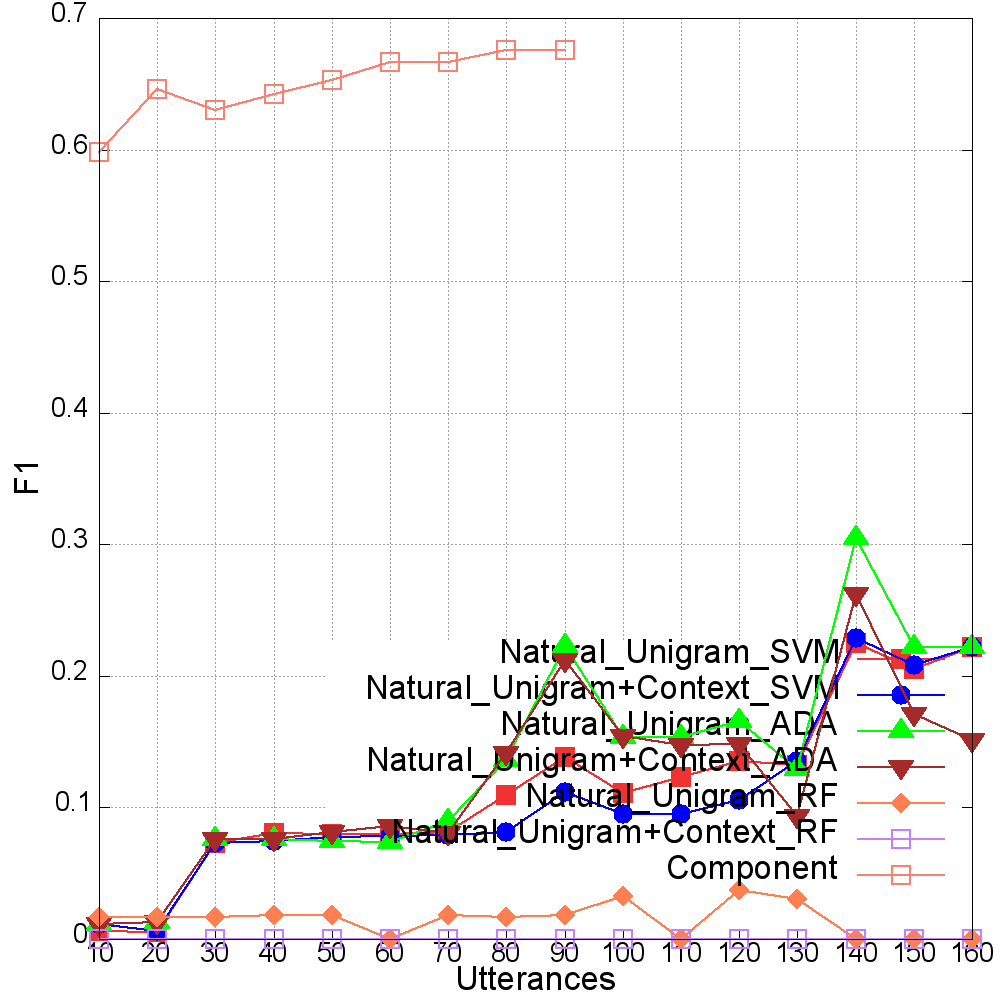 0.7
0.6
0.5
0.4
0.3
0.2
0.1
0
F1
Natural_Unigram_SVM
Natural_Unigram+Context_SVM
Natural_Unigram_ADA
Natural_Unigram+Context_ADA
Natural_Unigram_RF
Natural_Unigram+Context_RF
Component
10 20 30 40 50 60 70 80 90 100 110 120 130 140 150 160
Utterances